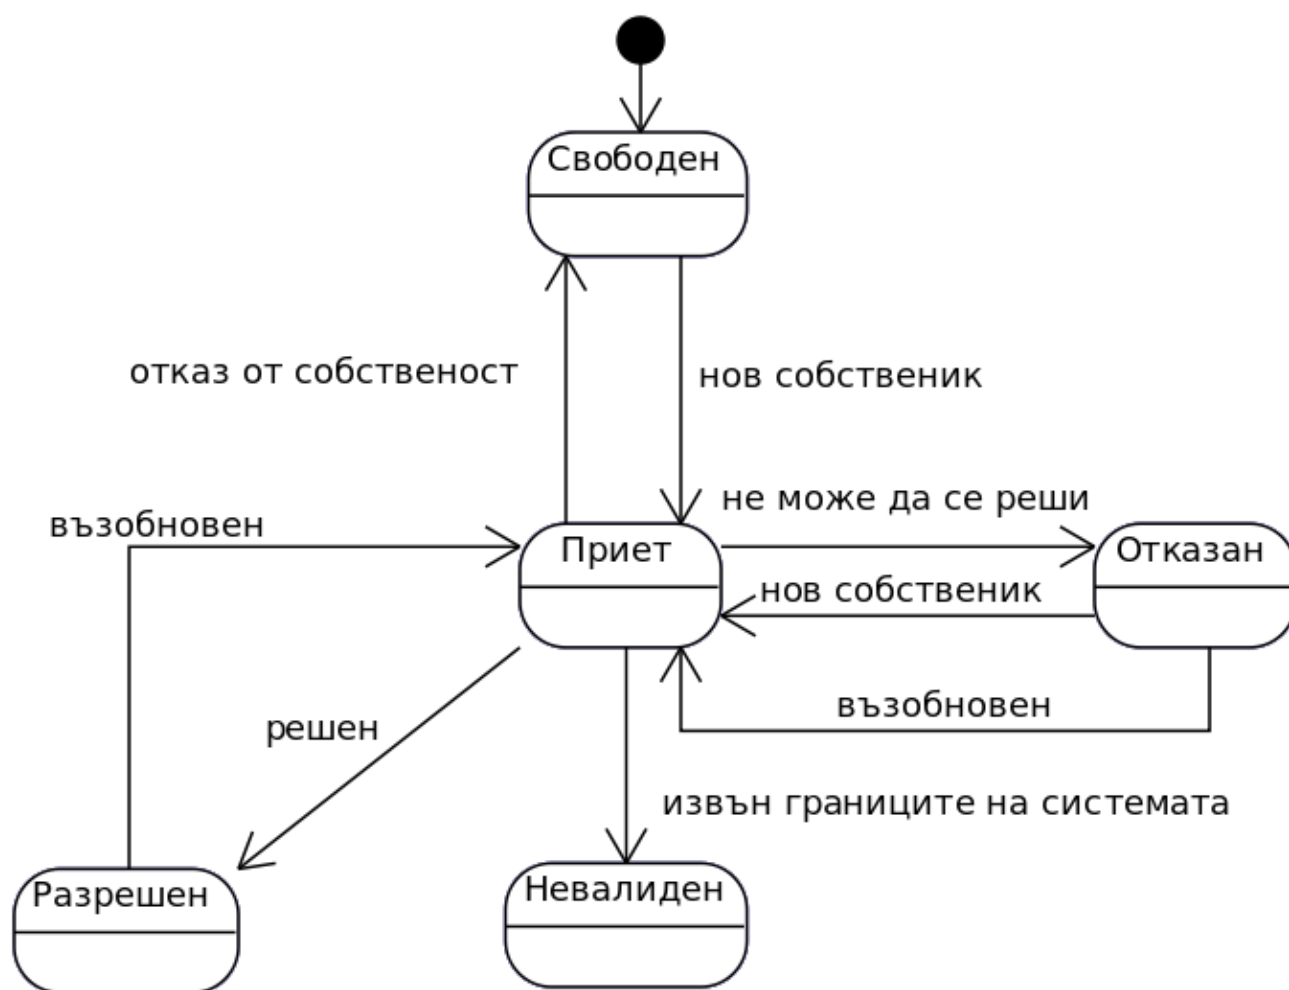 Свободен
отказ от собственост
нов собственик
не може да се реши
възобновен
Приет
Отказан
нов собственик
възобновен
решен
извън границите на системата
Разрешен
Невалиден